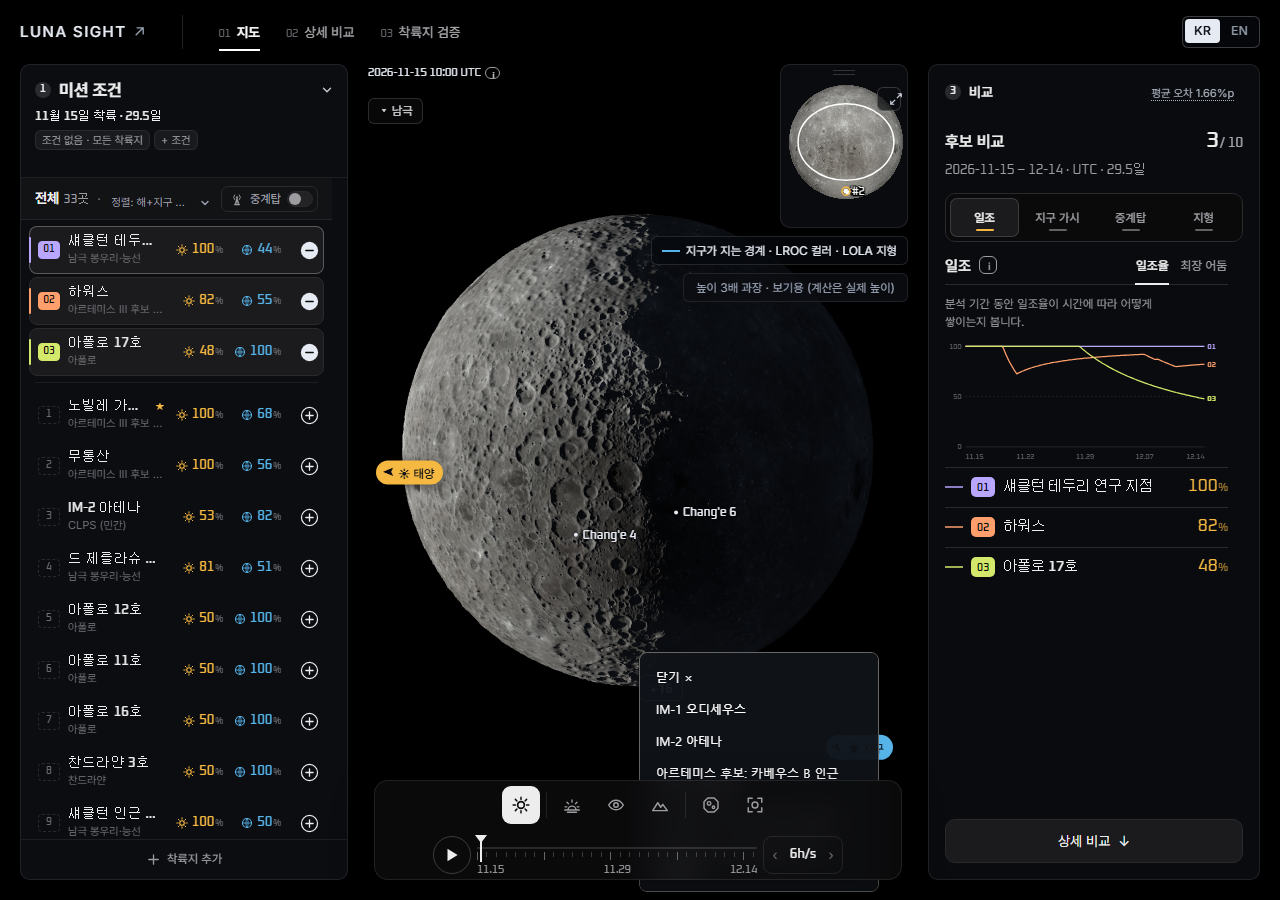 LUNA SIGHT ↗
01 지도
02 상세 비교
03 착륙지 검증
KR EN
1 미션 조건
11월 15일 착륙 · 29.5일
조건 없음 · 모든 착륙지
+ 조건
전체 33곳 · 정렬: 해+지구 ...
중계탑
01 섀클턴 테두... 100% 44%
남극 봉우리·능선
02 하워스 82% 55%
아르테미스 III 후보 ...
03 아폴로 17호 48% 100%
아폴로
1 노빌레 가... ★ 100% 68%
아르테미스 III 후보 ...
2 무통산 100% 56%
아르테미스 III 후보 ...
3 IM-2 아테나 53% 82%
CLPS (민간)
4 드 제를라슈 ... 81% 51%
남극 봉우리·능선
5 아폴로 12호 50% 100%
아폴로
6 아폴로 11호 50% 100%
아폴로
7 아폴로 16호 50% 100%
아폴로
8 찬드라얀 3호 50% 100%
찬드라얀
9 섀클턴 인근 ... 100% 50%
남극 봉우리·능선
+ 착륙지 추가
2026-11-15 10:00 UTC i
남극
#2
지구가 지는 경계 · LROC 컬러 · LOLA 지형
높이 3배 과장 · 보기용 (계산은 실제 높이)
태양
Chang'e 6
Chang'e 4
닫기 ×
IM-1 오디세우스
IM-2 아테나
아르테미스 후보: 카베우스 B 인근
11.15 11.29 12.14
‹ 6h/s ›
3 비교
평균 오차 1.66%p
후보 비교 3 / 10
2026-11-15 – 12-14 · UTC · 29.5일
일조
지구 가시
중계탑
지형
일조 i
일조율
최장 어둠
분석 기간 동안 일조율이 시간에 따라 어떻게
쌓이는지 봅니다.
100
50
0
01
02
03
11.15 11.22 11.29 12.07 12.14
01 섀클턴 테두리 연구 지점 100%
02 하워스 82%
03 아폴로 17호 48%
상세 비교 ↓